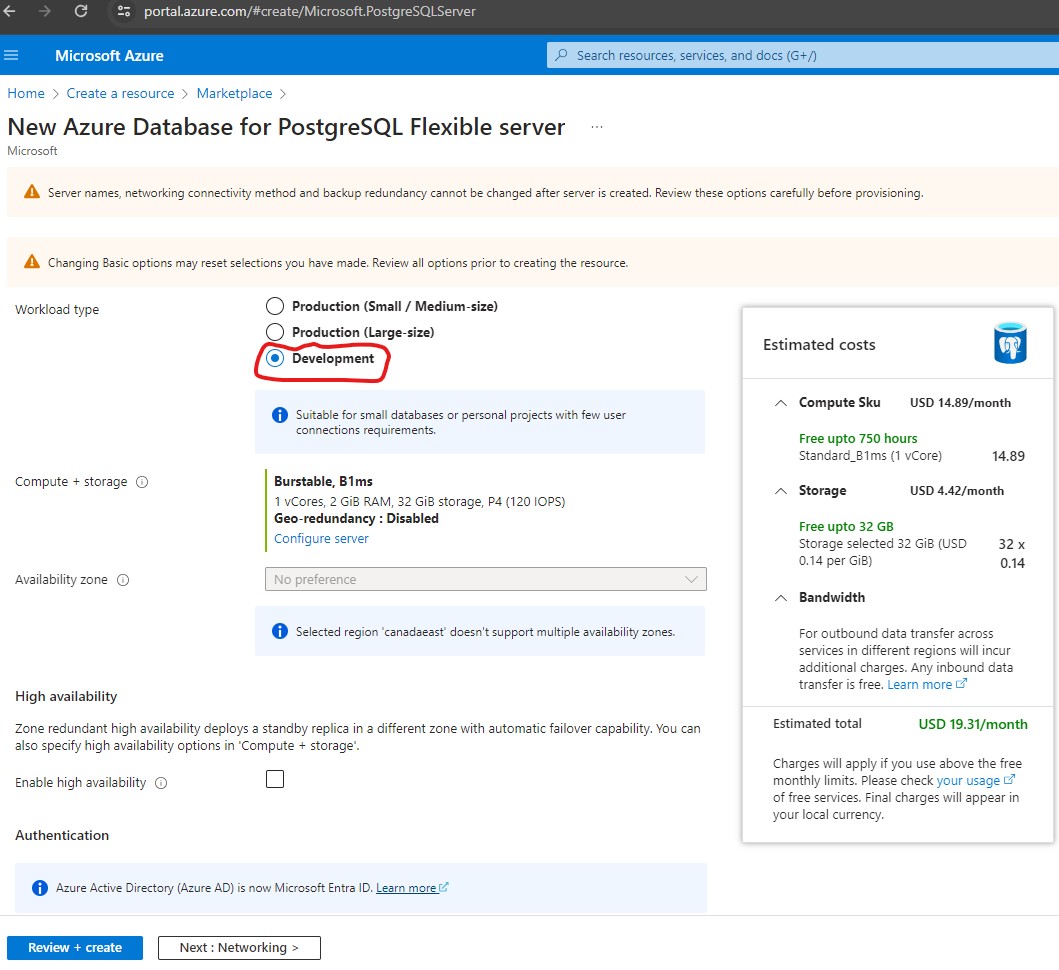 portal.azure.com/#create/Microsoft.PostgreSQLServer
Microsoft Azure
Search resources, services, and docs (G+/)
Home > Create a resource > Marketplace >
New Azure Database for PostgreSQL Flexible server ...
Microsoft
Server names, networking connectivity method and backup redundancy cannot be changed after server is created. Review these options carefully before provisioning.
Changing Basic options may reset selections you have made. Review all options prior to creating the resource.
Workload type
Production (Small / Medium-size)
Production (Large-size)
Development
Suitable for small databases or personal projects with few user
connections requirements.
Compute + storage
Burstable, B1ms
1 vCores, 2 GiB RAM, 32 GiB storage, P4 (120 IOPS)
Geo-redundancy : Disabled
Configure server
Availability zone
No preference
Selected region 'canadaeast' doesn't support multiple availability zones.
High availability
Zone redundant high availability deploys a standby replica in a different zone with automatic failover capability. You can
also specify high availability options in 'Compute + storage'.
Enable high availability
Authentication
Azure Active Directory (Azure AD) is now Microsoft Entra ID. Learn more
Review + create
Next : Networking >
Estimated costs
Compute Sku USD 14.89/month
Free upto 750 hours
Standard_B1ms (1 vCore) 14.89
Storage USD 4.42/month
Free upto 32 GB
Storage selected 32 GiB (USD 32 x
0.14 per GiB) 0.14
Bandwidth
For outbound data transfer across
services in different regions will incur
additional charges. Any inbound data
transfer is free. Learn more
Estimated total USD 19.31/month
Charges will apply if you use above the free
monthly limits. Please check your usage
of free services. Final charges will appear in
your local currency.